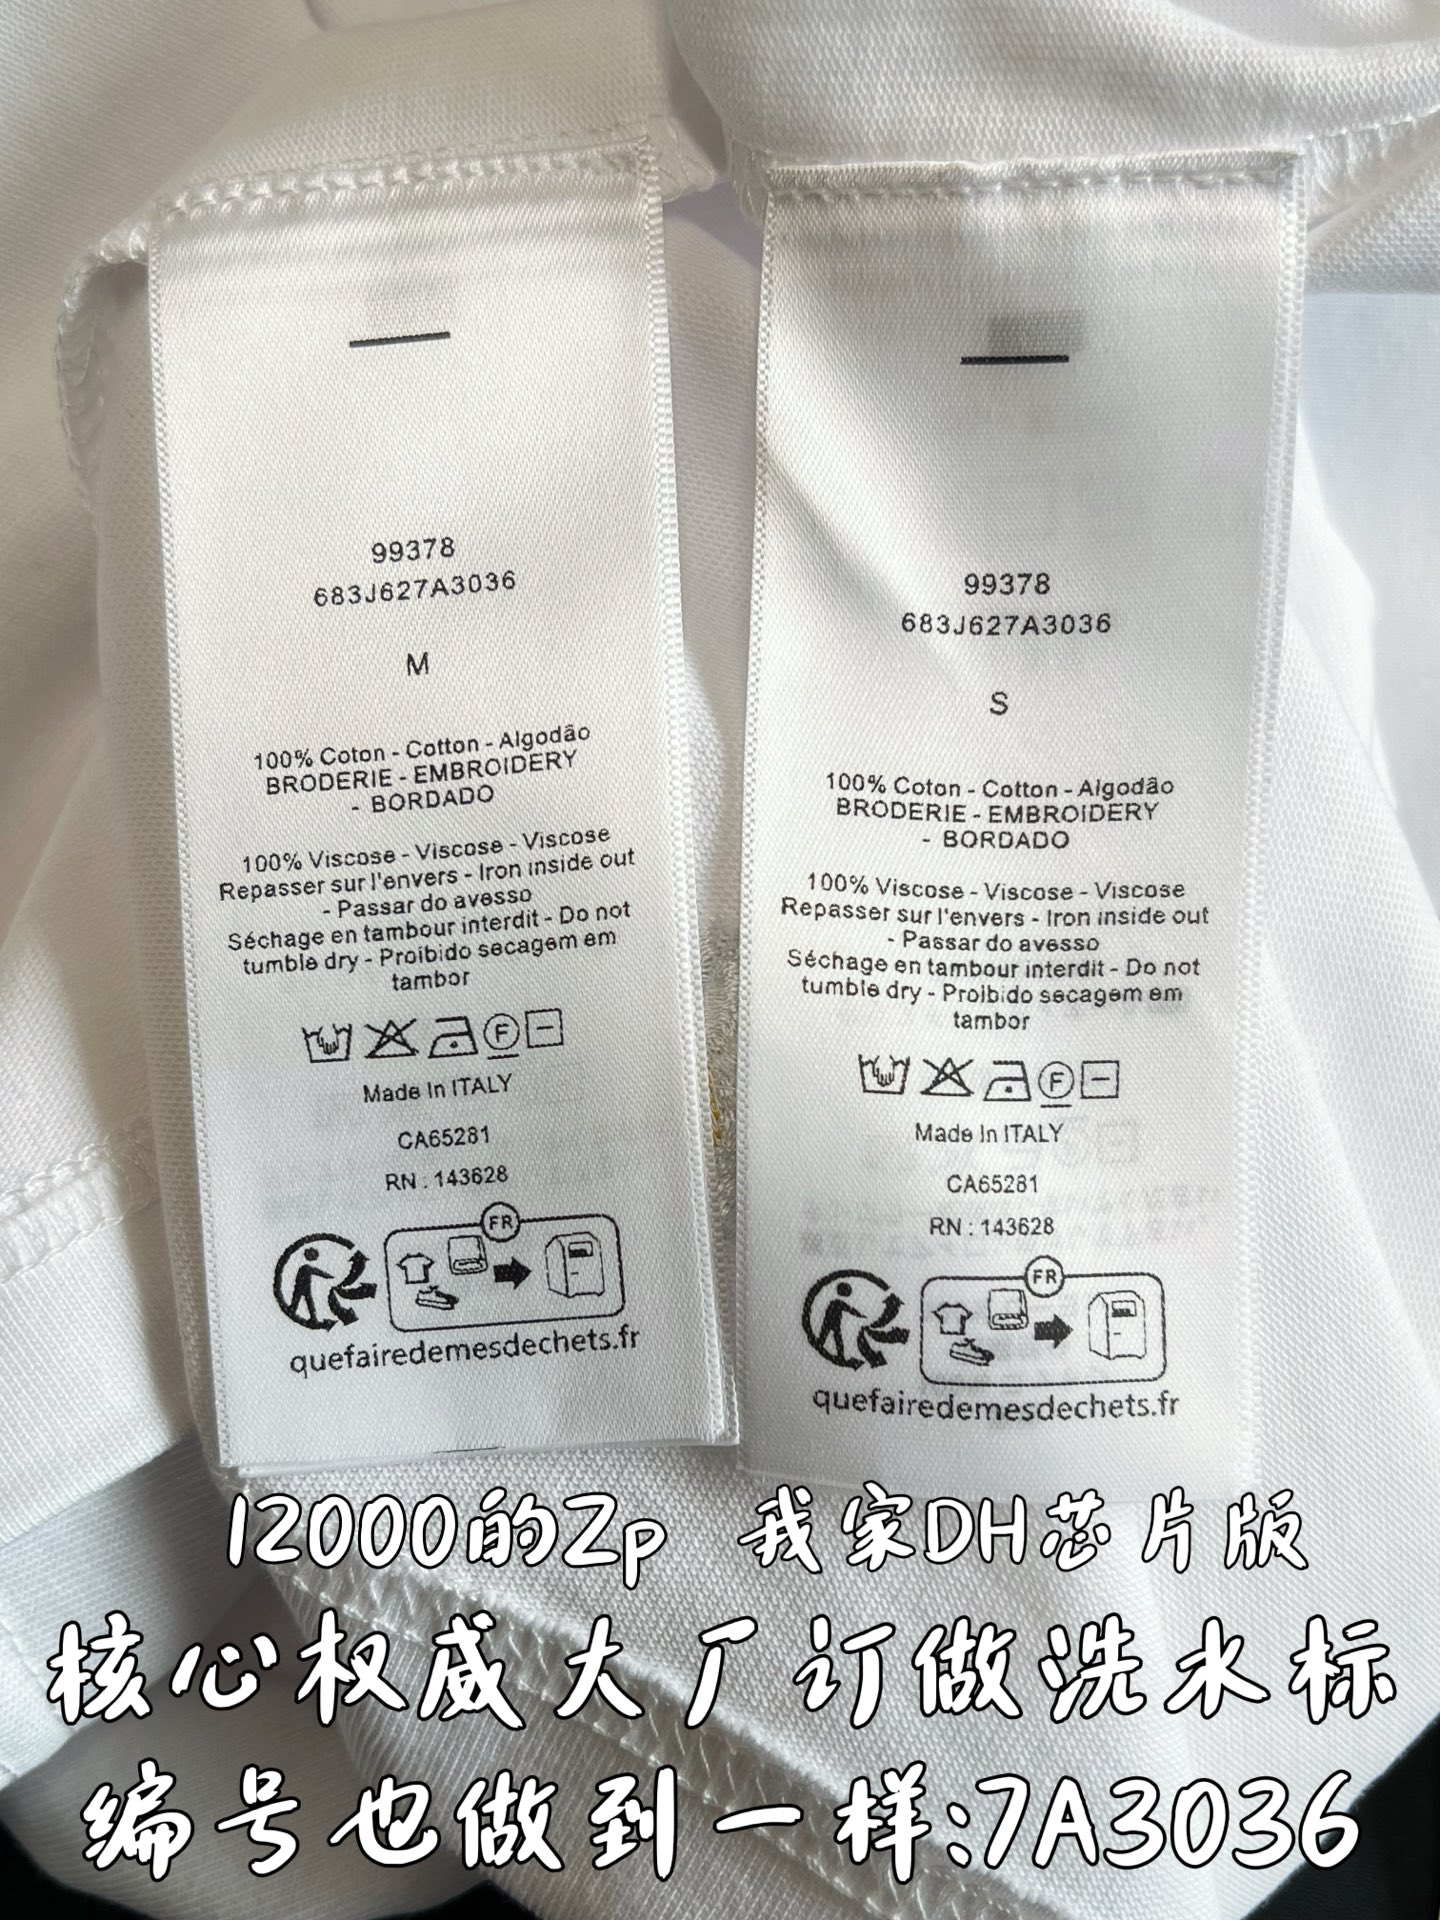 99378
683J627A3036
M
100% Coton - Cotton - Algodão
BRODERIE - EMBROIDERY
- BORDADO
100% Viscose - Viscose - Viscose
Repasser sur l'envers - Iron inside out
- Passar do avesso
Séchage en tambour interdit - Do not
tumble dry - Proibido secagem em
tambor
F
Made In ITALY
CA65281
RN : 143628
FR
quefairedemesdechets.fr
99378
683J627A3036
S
100% Coton - Cotton - Algodão
BRODERIE - EMBROIDERY
- BORDADO
100% Viscose - Viscose - Viscose
Repasser sur l'envers - Iron inside out
- Passar do avesso
Séchage en tambour interdit - Do not
tumble dry - Proibido secagem em
tambor
F
Made In ITALY
CA65281
RN : 143628
FR
quefairedemesdechets.fr
12000的Zp 我家DH芯片版
核心权威大厂订做洗水标
编号也做到一样:7A3036